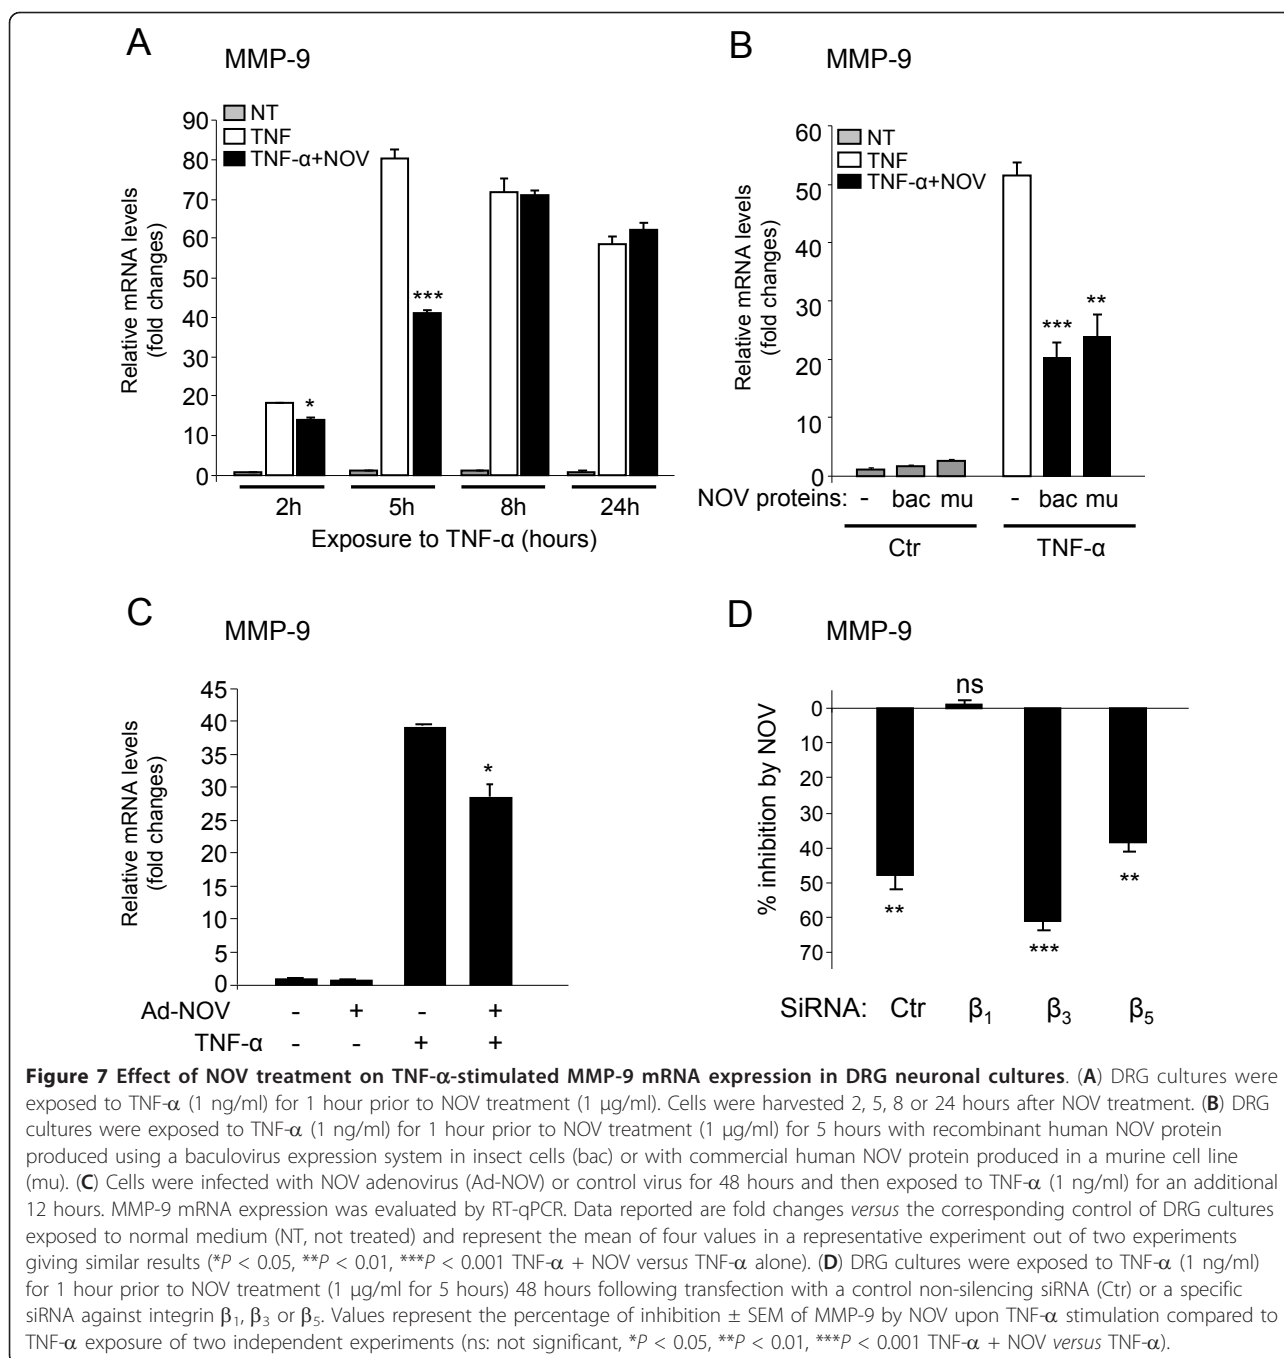 A
MMP-9
NT
TNF
TNF-α+NOV
Relative mRNA levels
(fold changes)
90
80
70
60
50
40
30
20
10
0
*
***
2h 5h 8h 24h
Exposure to TNF-α (hours)
B
MMP-9
NT
TNF
TNF-α+NOV
Relative mRNA levels
(fold changes)
60
50
40
30
20
10
0
***
**
NOV proteins: - bac mu - bac mu
Ctr TNF-α
C
MMP-9
Relative mRNA levels
(fold changes)
45
40
35
30
25
20
15
10
5
0
*
Ad-NOV - + - +
TNF-α - - + +
D
MMP-9
% inhibition by NOV
0
10
20
30
40
50
60
70
ns
**
***
**
SiRNA: Ctr β1 β3 β5
Figure 7 Effect of NOV treatment on TNF-α-stimulated MMP-9 mRNA expression in DRG neuronal cultures. (A) DRG cultures were
exposed to TNF-α (1 ng/ml) for 1 hour prior to NOV treatment (1 μg/ml). Cells were harvested 2, 5, 8 or 24 hours after NOV treatment. (B) DRG
cultures were exposed to TNF-α (1 ng/ml) for 1 hour prior to NOV treatment (1 μg/ml) for 5 hours with recombinant human NOV protein
produced using a baculovirus expression system in insect cells (bac) or with commercial human NOV protein produced in a murine cell line
(mu). (C) Cells were infected with NOV adenovirus (Ad-NOV) or control virus for 48 hours and then exposed to TNF-α (1 ng/ml) for an additional
12 hours. MMP-9 mRNA expression was evaluated by RT-qPCR. Data reported are fold changes versus the corresponding control of DRG cultures
exposed to normal medium (NT, not treated) and represent the mean of four values in a representative experiment out of two experiments
giving similar results (*P < 0.05, **P < 0.01, ***P < 0.001 TNF-α + NOV versus TNF-α alone). (D) DRG cultures were exposed to TNF-α (1 ng/ml)
for 1 hour prior to NOV treatment (1 μg/ml for 5 hours) 48 hours following transfection with a control non-silencing siRNA (Ctr) or a specific
siRNA against integrin β1, β3 or β5. Values represent the percentage of inhibition ± SEM of MMP-9 by NOV upon TNF-α stimulation compared to
TNF-α exposure of two independent experiments (ns: not significant, *P < 0.05, **P < 0.01, ***P < 0.001 TNF-α + NOV versus TNF-α).